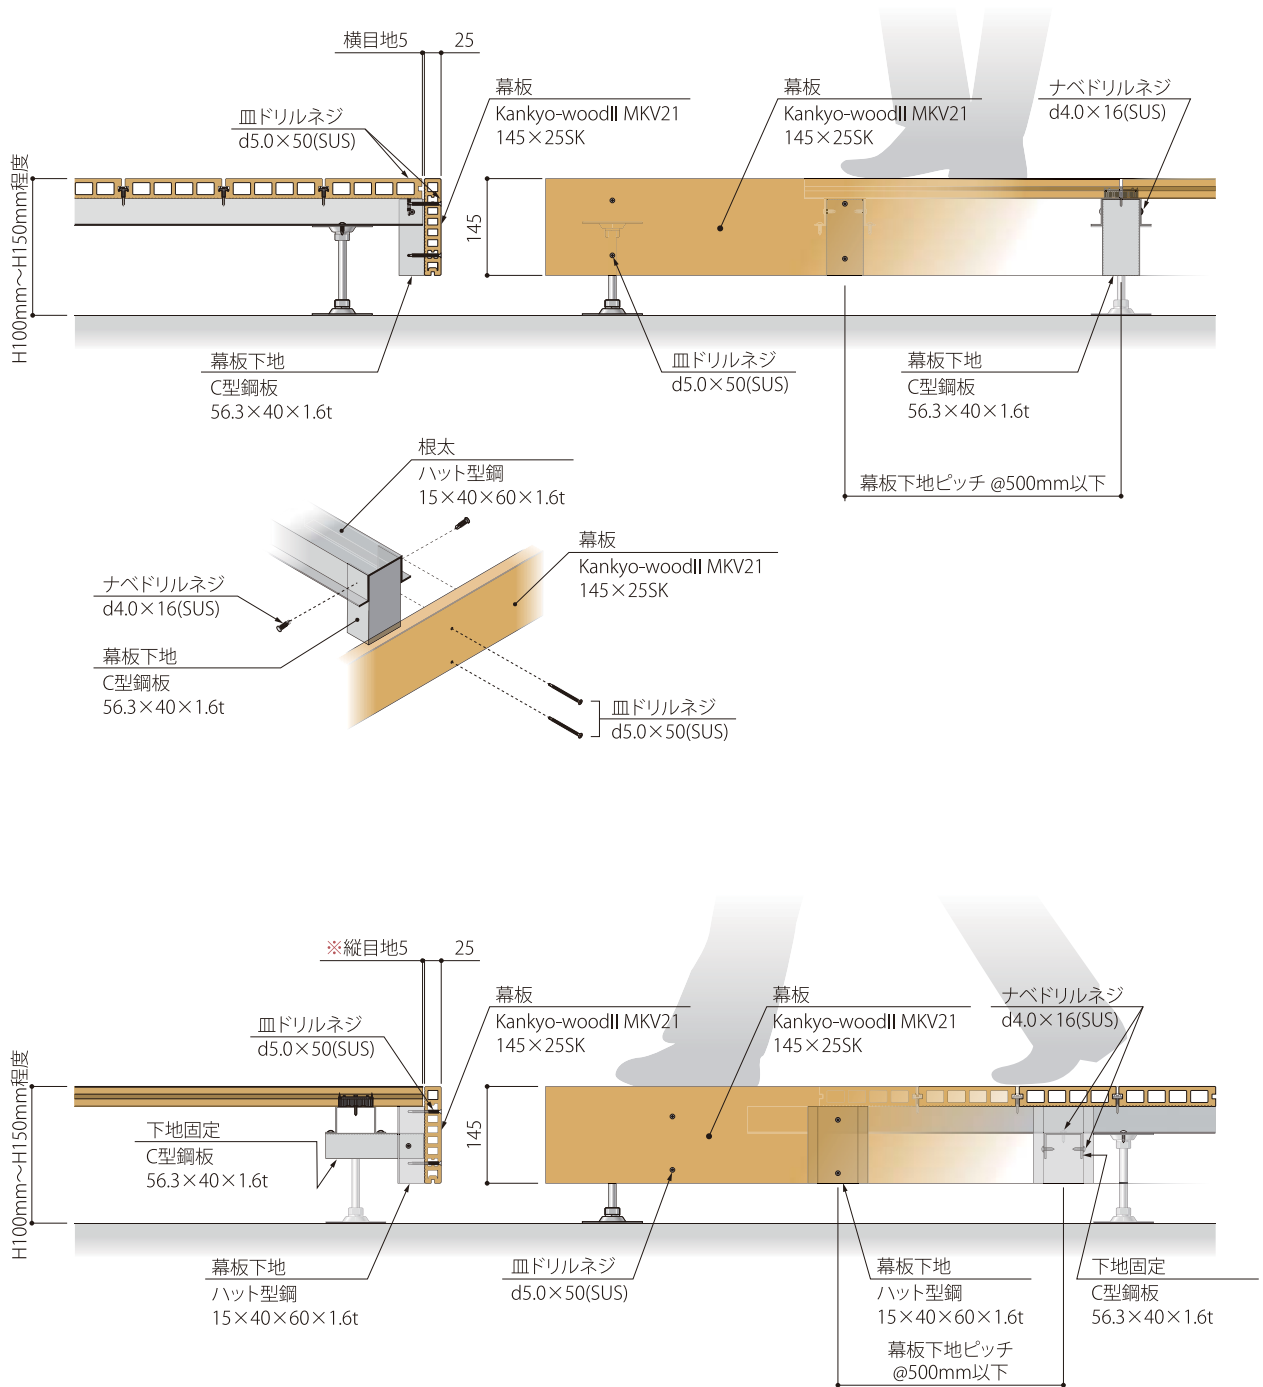 横目地5
25
幕板
Kankyo-woodⅡ MKV21
145×25SK
皿ドリルネジ
d5.0×50(SUS)
H100mm〜H150mm程度
幕板下地
C型鋼板
56.3×40×1.6t
幕板
Kankyo-woodⅡ MKV21
145×25SK
ナベドリルネジ
d4.0×16(SUS)
145
皿ドリルネジ
d5.0×50(SUS)
幕板下地
C型鋼板
56.3×40×1.6t
幕板下地ピッチ @500mm以下
根太
ハット型鋼
15×40×60×1.6t
幕板
Kankyo-woodⅡ MKV21
145×25SK
ナベドリルネジ
d4.0×16(SUS)
幕板下地
C型鋼板
56.3×40×1.6t
皿ドリルネジ
d5.0×50(SUS)
※縦目地5
25
幕板
Kankyo-woodⅡ MKV21
145×25SK
皿ドリルネジ
d5.0×50(SUS)
H100mm〜H150mm程度
下地固定
C型鋼板
56.3×40×1.6t
幕板下地
ハット型鋼
15×40×60×1.6t
幕板
Kankyo-woodⅡ MKV21
145×25SK
ナベドリルネジ
d4.0×16(SUS)
145
皿ドリルネジ
d5.0×50(SUS)
幕板下地
ハット型鋼
15×40×60×1.6t
下地固定
C型鋼板
56.3×40×1.6t
幕板下地ピッチ
@500mm以下